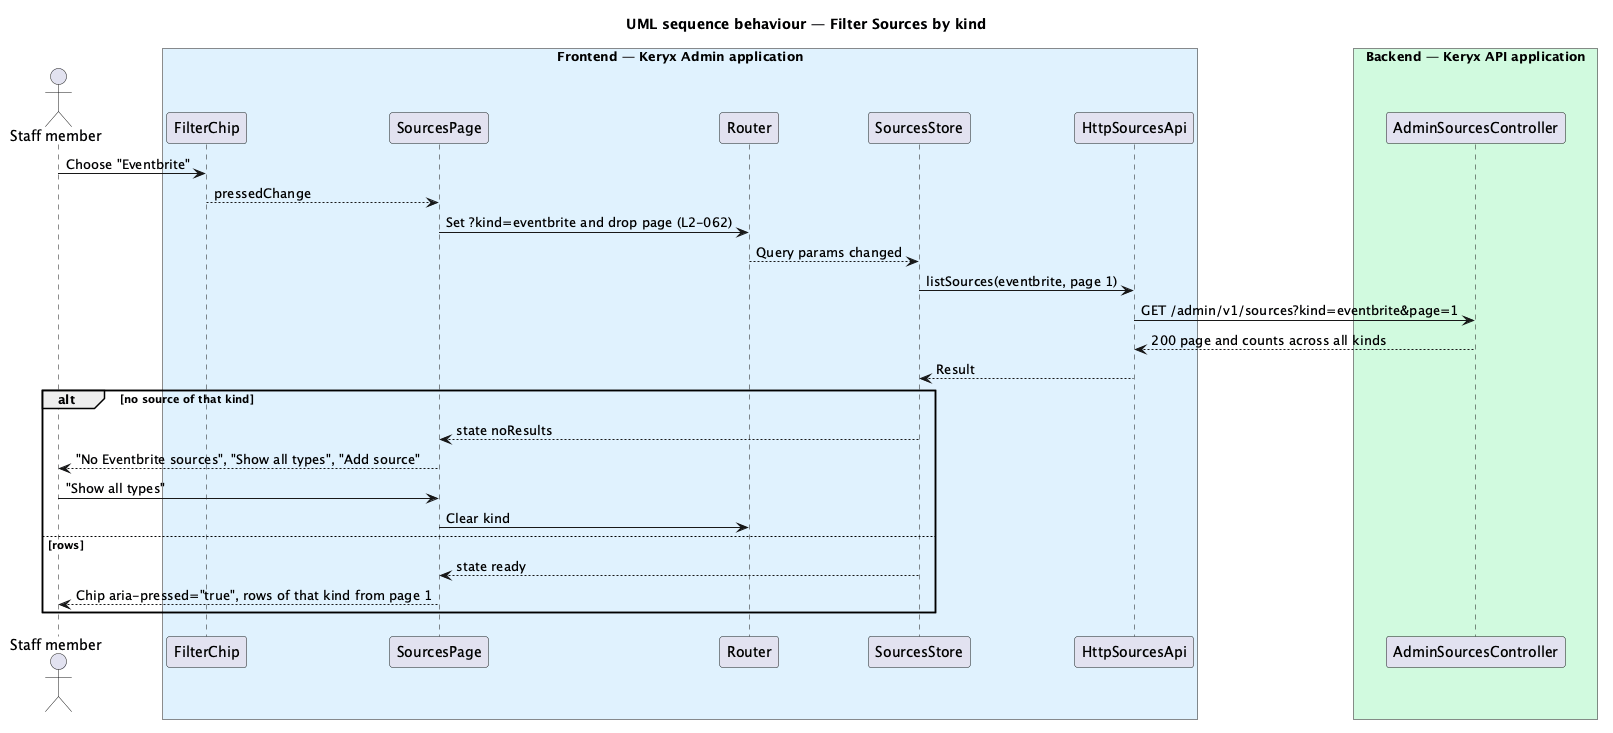 UML sequence behaviour — Filter Sources by kind
Frontend — Keryx Admin application
Backend — Keryx API application
Staff member
FilterChip
SourcesPage
Router
SourcesStore
HttpSourcesApi
AdminSourcesController
Choose "Eventbrite"
pressedChange
Set ?kind=eventbrite and drop page (L2-062)
Query params changed
listSources(eventbrite, page 1)
GET /admin/v1/sources?kind=eventbrite&page=1
200 page and counts across all kinds
Result
alt
[no source of that kind]
state noResults
"No Eventbrite sources", "Show all types", "Add source"
"Show all types"
Clear kind
[rows]
state ready
Chip aria-pressed="true", rows of that kind from page 1
Staff member
FilterChip
SourcesPage
Router
SourcesStore
HttpSourcesApi
AdminSourcesController